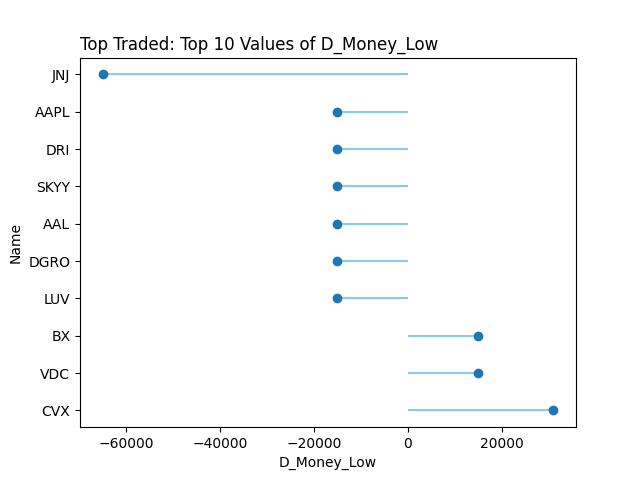 Top Traded: Top 10 Values of D_Money_Low
JNJ
AAPL
DRI
SKYY
AAL
DGRO
LUV
BX
VDC
CVX
Name
−60000 −40000 −20000 0 20000
D_Money_Low